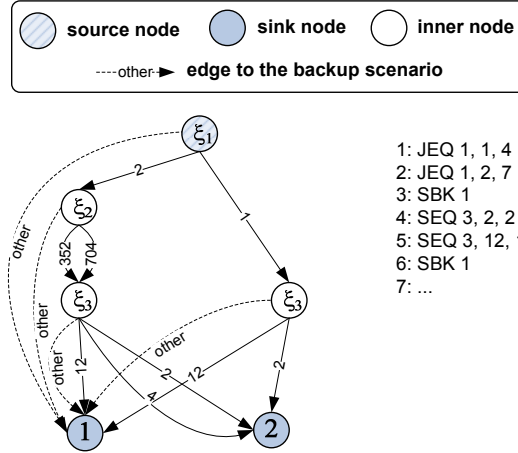 source node sink node inner node
other edge to the backup scenario
ξ1
2
1
other
ξ2
352 704
other
ξ3 ξ3
other
other
12
2
4
12
2
1 2
1: JEQ 1, 1, 4
2: JEQ 1, 2, 7
3: SBK 1
4: SEQ 3, 2, 2
5: SEQ 3, 12,
6: SBK 1
7: ...